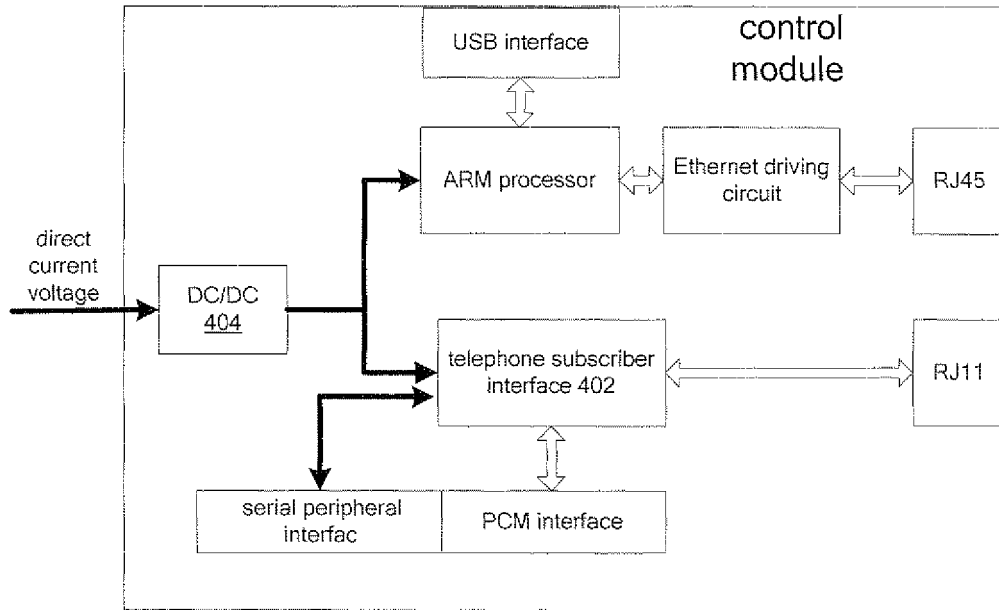 control
module
USB interface
ARM processor
Ethernet driving
circuit
RJ45
direct
current
voltage
DC/DC
404
telephone subscriber
interface 402
RJ11
serial peripheral
interfac
PCM interface